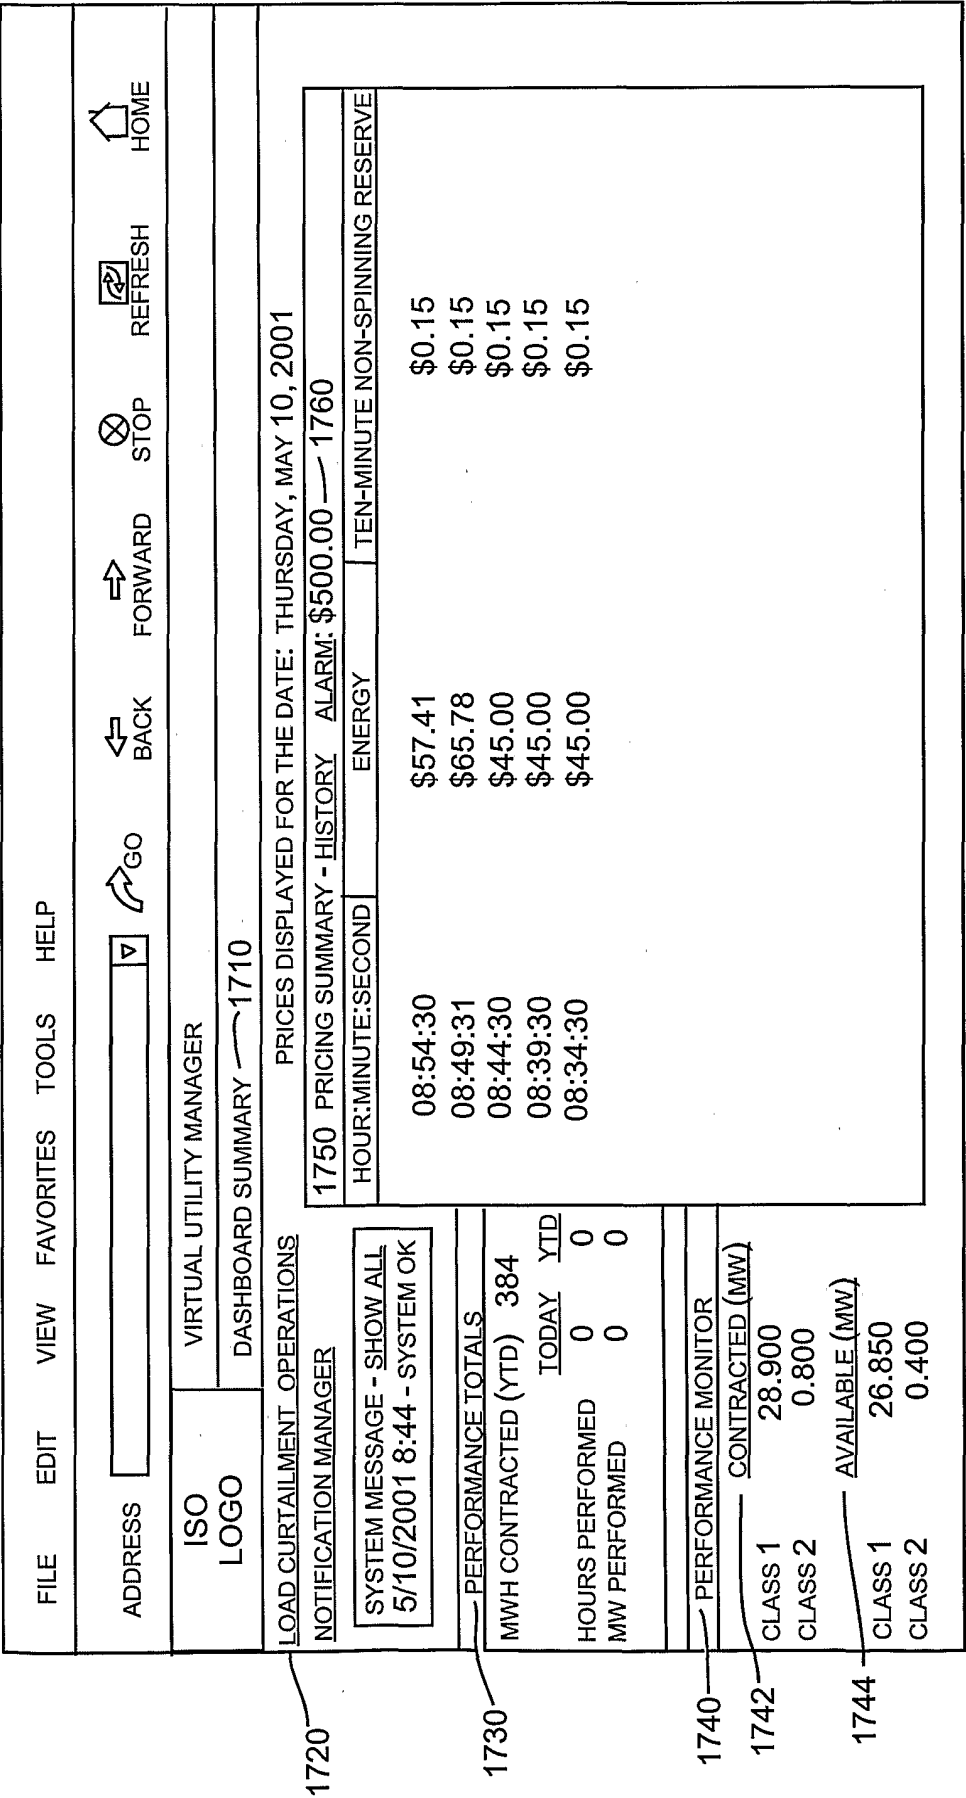 FILE EDIT VIEW FAVORITES TOOLS HELP
ADDRESS GO BACK FORWARD STOP REFRESH HOME
ISO LOGO
VIRTUAL UTILITY MANAGER
DASHBOARD SUMMARY 1710
1720
LOAD CURTAILMENT OPERATIONS
NOTIFICATION MANAGER
SYSTEM MESSAGE - SHOW ALL
5/10/2001 8:44 - SYSTEM OK
1730
PERFORMANCE TOTALS
MWH CONTRACTED (YTD) 384
TODAY YTD
HOURS PERFORMED 0 0
MW PERFORMED 0 0
1740
PERFORMANCE MONITOR
1742
CONTRACTED (MW)
CLASS 1 28.900
CLASS 2 0.800
1744
AVAILABLE (MW)
CLASS 1 26.850
CLASS 2 0.400
PRICES DISPLAYED FOR THE DATE: THURSDAY, MAY 10, 2001
1750 PRICING SUMMARY - HISTORY ALARM: $500.00 1760
HOUR:MINUTE:SECOND ENERGY TEN-MINUTE NON-SPINNING RESERVE
08:54:30 $57.41 $0.15
08:49:31 $65.78 $0.15
08:44:30 $45.00 $0.15
08:39:30 $45.00 $0.15
08:34:30 $45.00 $0.15